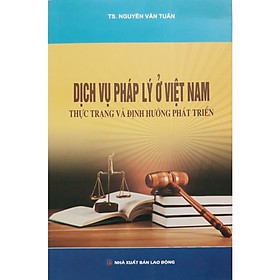 TS. NGUYỄN VĂN TUÂN
DỊCH VỤ PHÁP LÝ Ở VIỆT NAM
THỰC TRẠNG VÀ ĐỊNH HƯỚNG PHÁT TRIỂN
NHÀ XUẤT BẢN LAO ĐỘNG